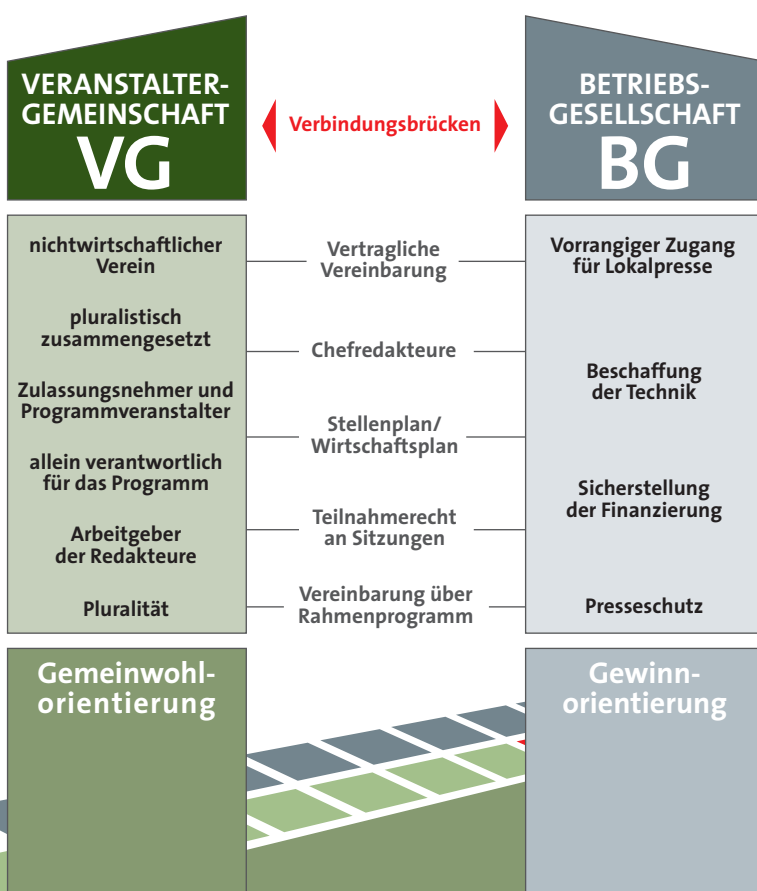 VERANSTALTER-
GEMEINSCHAFT
VG
Verbindungsbrücken
BETRIEBS-
GESELLSCHAFT
BG
nichtwirtschaftlicher
Verein
pluralistisch
zusammengesetzt
Zulassungsnehmer und
Programmveranstalter
allein verantwortlich
für das Programm
Arbeitgeber
der Redakteure
Pluralität
Vertragliche
Vereinbarung
Chefredakteure
Stellenplan/
Wirtschaftsplan
Teilnahmerecht
an Sitzungen
Vereinbarung über
Rahmenprogramm
Vorrangiger Zugang
für Lokalpresse
Beschaffung
der Technik
Sicherstellung
der Finanzierung
Presseschutz
Gemeinwohl-
orientierung
Gewinn-
orientierung